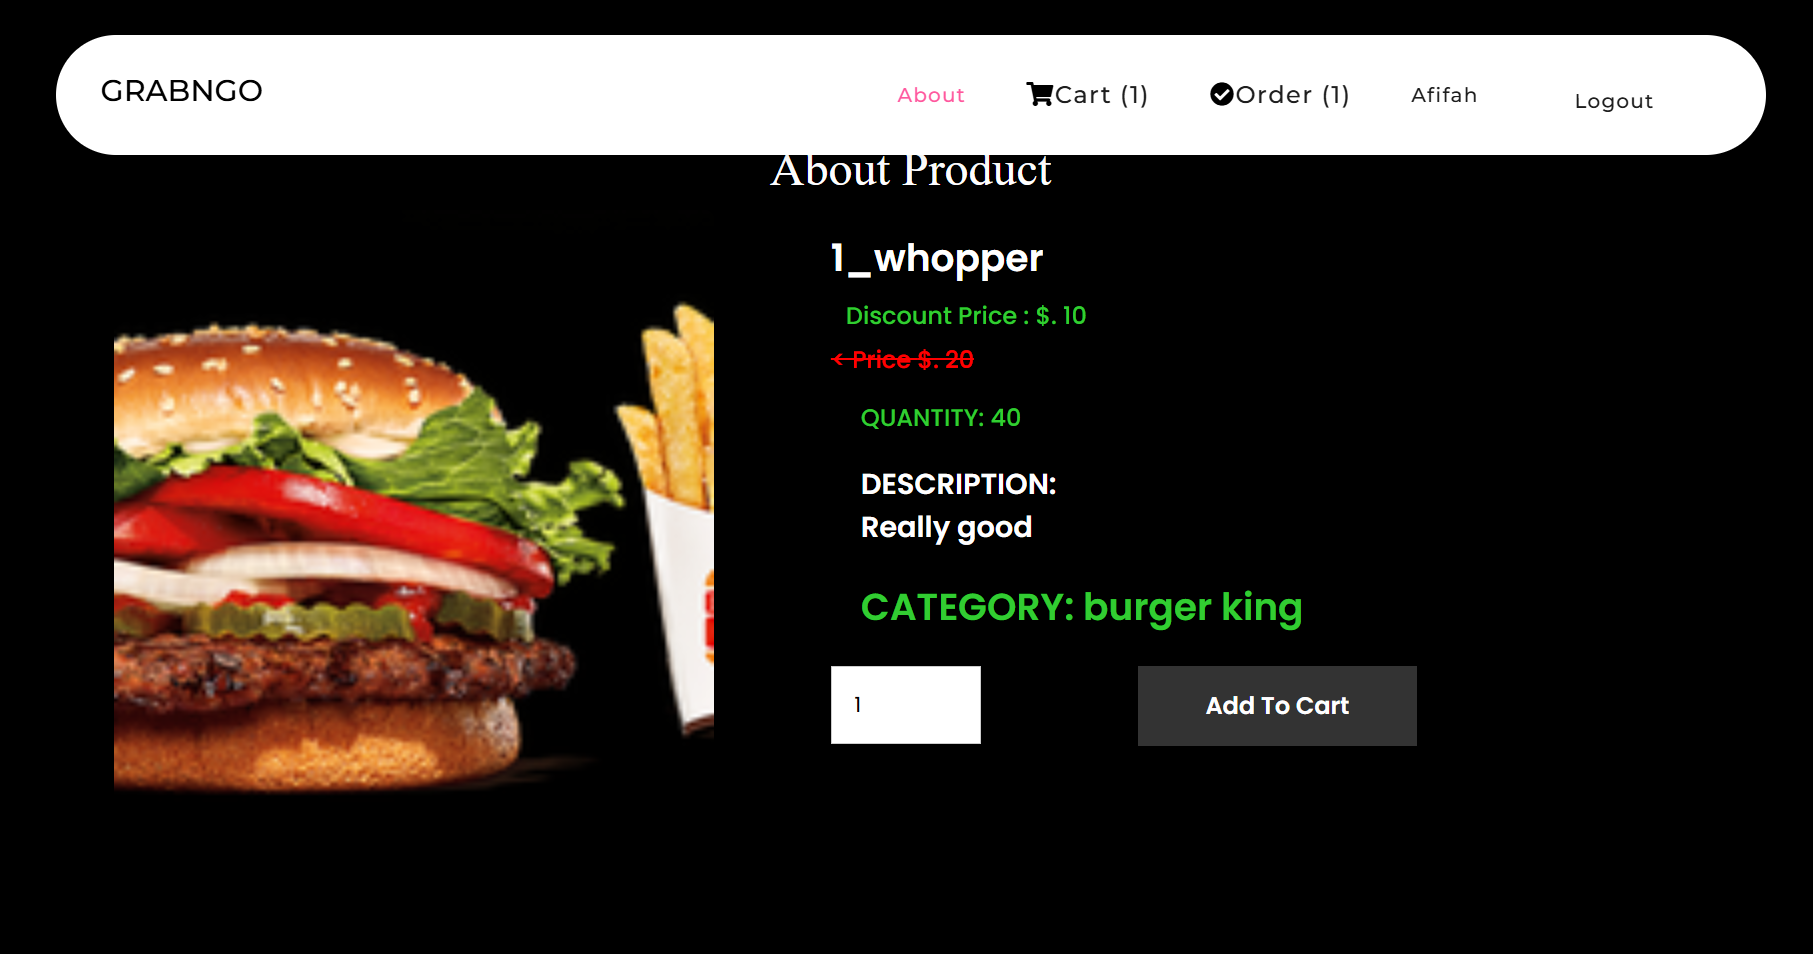 GRABNGO
About
Cart (1)
Order (1)
Afifah
Logout
About Product
1_whopper
Discount Price : $. 10
< Price $. 20
QUANTITY: 40
DESCRIPTION:
Really good
CATEGORY: burger king
1
Add To Cart